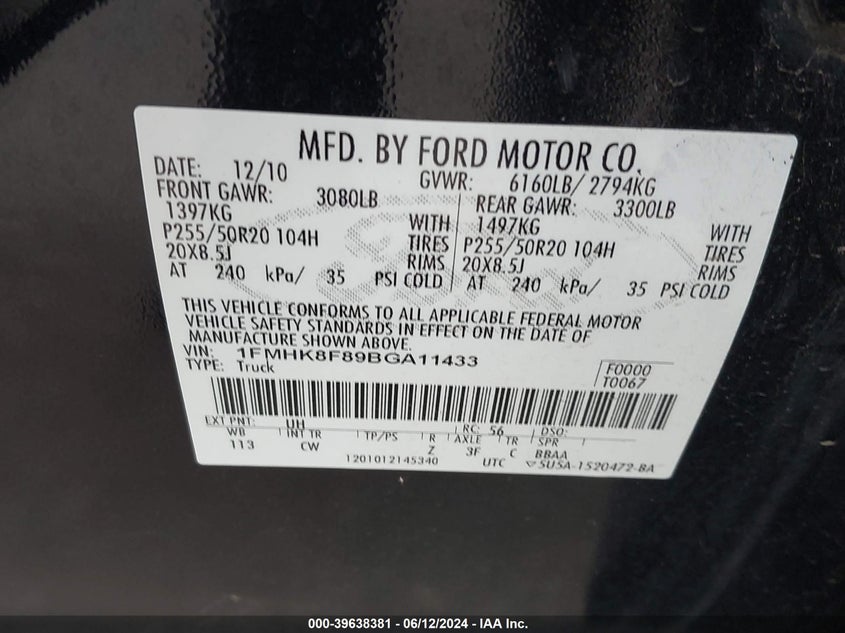 MFD. BY FORD MOTOR CO.
DATE: 12/10 GVWR: 6160LB/ 2794KG
FRONT GAWR: 3080LB REAR GAWR: 3300LB
1397KG WITH 1497KG WITH
P255/50R20 104H TIRES P255/50R20 104H TIRES
20X8.5J RIMS 20X8.5J RIMS
AT 240 kPa/ 35 PSI COLD AT 240 kPa/ 35 PSI COLD
THIS VEHICLE CONFORMS TO ALL APPLICABLE FEDERAL MOTOR
VEHICLE SAFETY STANDARDS IN EFFECT ON THE DATE OF
MANUFACTURE SHOWN ABOVE.
VIN: 1FMHK8F89BGA11433 F0000
TYPE: Truck T0067
EXT PNT: UH RC: 56 DSO:
WB INT TR TP/PS R AXLE TR SPR
113 CW Z 3F C BBAA
1201012145340 UTC 5U5A-1520472-BA
000-39638381 - 06/12/2024 - IAA Inc.